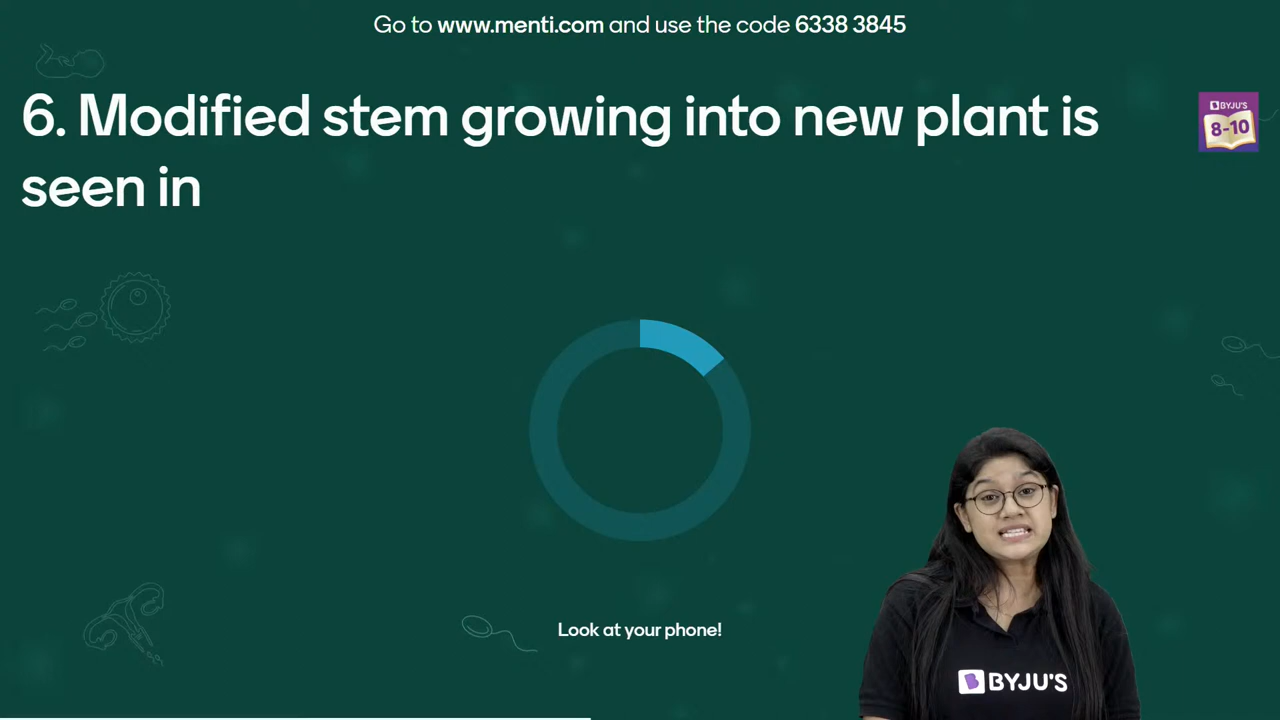 Go to www.menti.com and use the code 6338 3845
6. Modified stem growing into new plant is
seen in
BYJU'S
8-10
Look at your phone!
BYJU'S